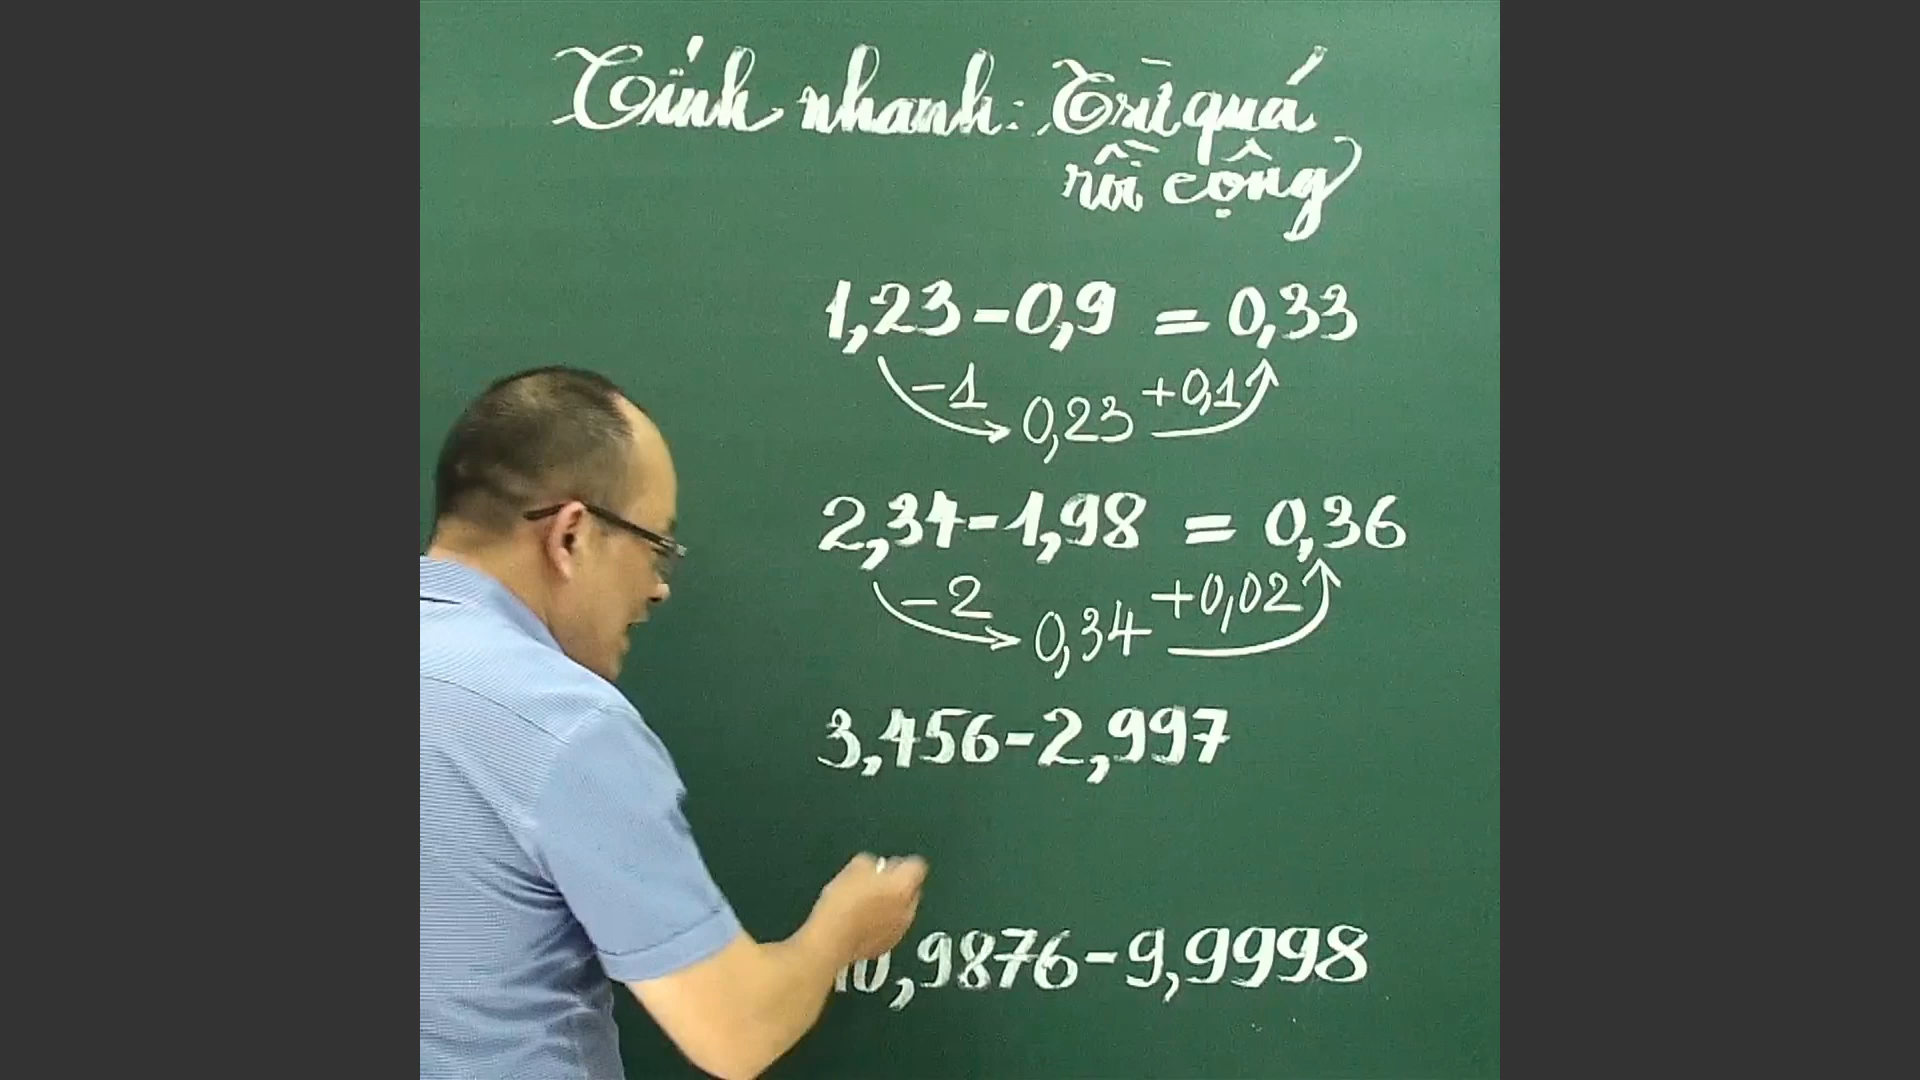 Tính nhanh: Trừ quá
rồi cộng
1,23-0,9 = 0,33
-1 0,23 +0,1
2,34-1,98 = 0,36
-2 0,34 +0,02
3,456-2,997
10,9876-9,9998